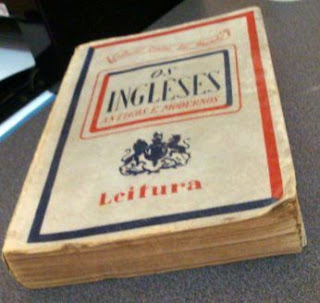 OS
INGLESES
ANTIGOS E MODERNOS
Leitura